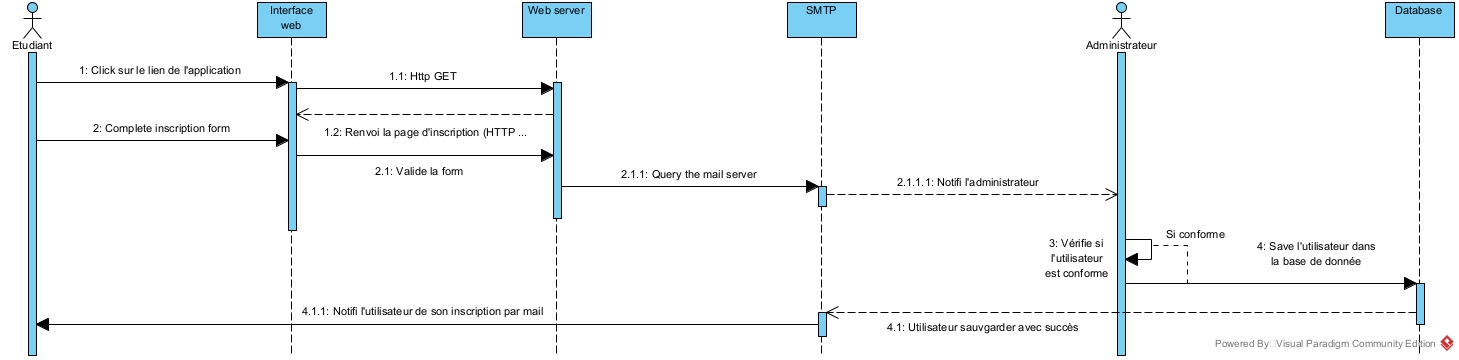 Interface
web
Web server
SMTP
Database
Etudiant
Administrateur
1: Click sur le lien de l'application
1.1: Http GET
1.2: Renvoi la page d'inscription (HTTP ...
2: Complete inscription form
2.1: Valide la form
2.1.1: Query the mail server
2.1.1.1: Notifi l'administrateur
3: Vérifie si
l'utilisateur
est conforme
Si conforme
4: Save l'utilisateur dans
la base de donnée
4.1.1: Notifi l'utilisateur de son inscription par mail
4.1: Utilisateur sauvgarder avec succès
Powered By Visual Paradigm Community Edition